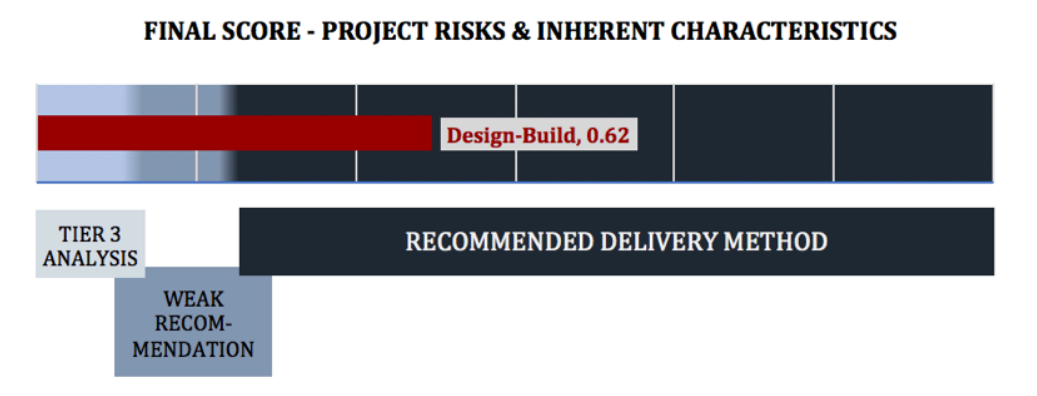 FINAL SCORE - PROJECT RISKS & INHERENT CHARACTERISTICS
Design-Build, 0.62
TIER 3
ANALYSIS
RECOMMENDED DELIVERY METHOD
WEAK
RECOM-
MENDATION